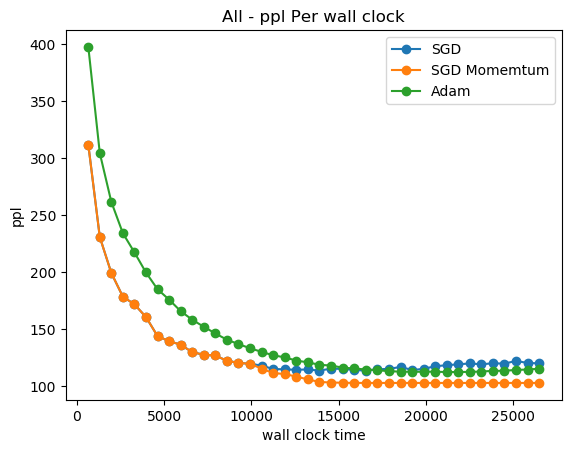 All - ppl Per wall clock
SGD
SGD Momemtum
Adam
ppl
400
350
300
250
200
150
100
0
5000
10000
15000
20000
25000
wall clock time